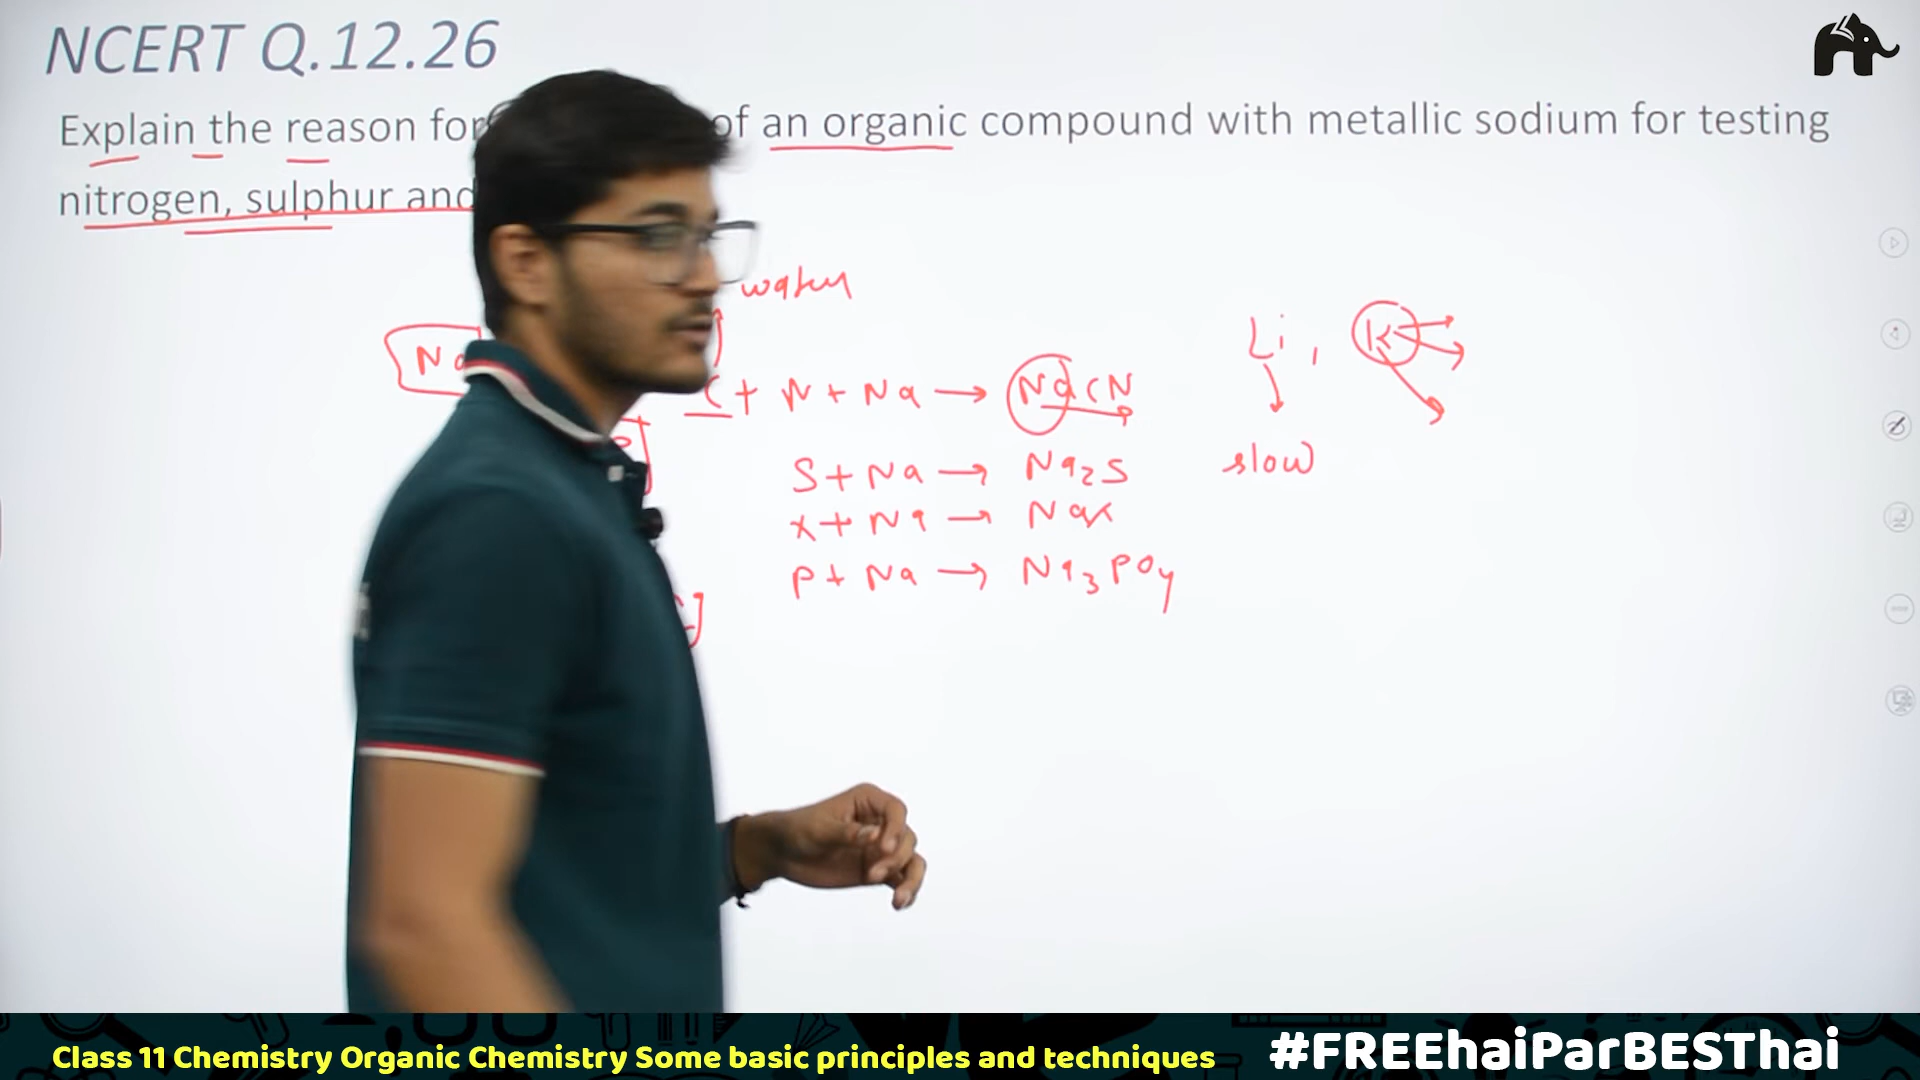 NCERT Q.12.26
Explain the reason for of an organic compound with metallic sodium for testing
nitrogen, sulphur and
water
Na
C + N + Na → NaCN
Li, K
S + Na → Na2S
slow
X + Na → NaX
P + Na → Na3PO4
Class 11 Chemistry Organic Chemistry Some basic principles and techniques
#FREEhaiParBESThai